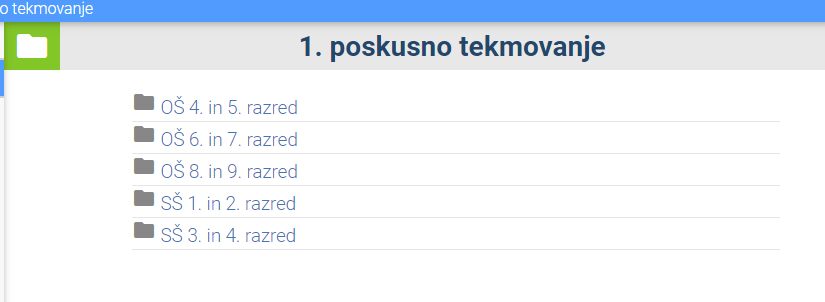 o tekmovanje
1. poskusno tekmovanje
OŠ 4. in 5. razred
OŠ 6. in 7. razred
OŠ 8. in 9. razred
SŠ 1. in 2. razred
SŠ 3. in 4. razred